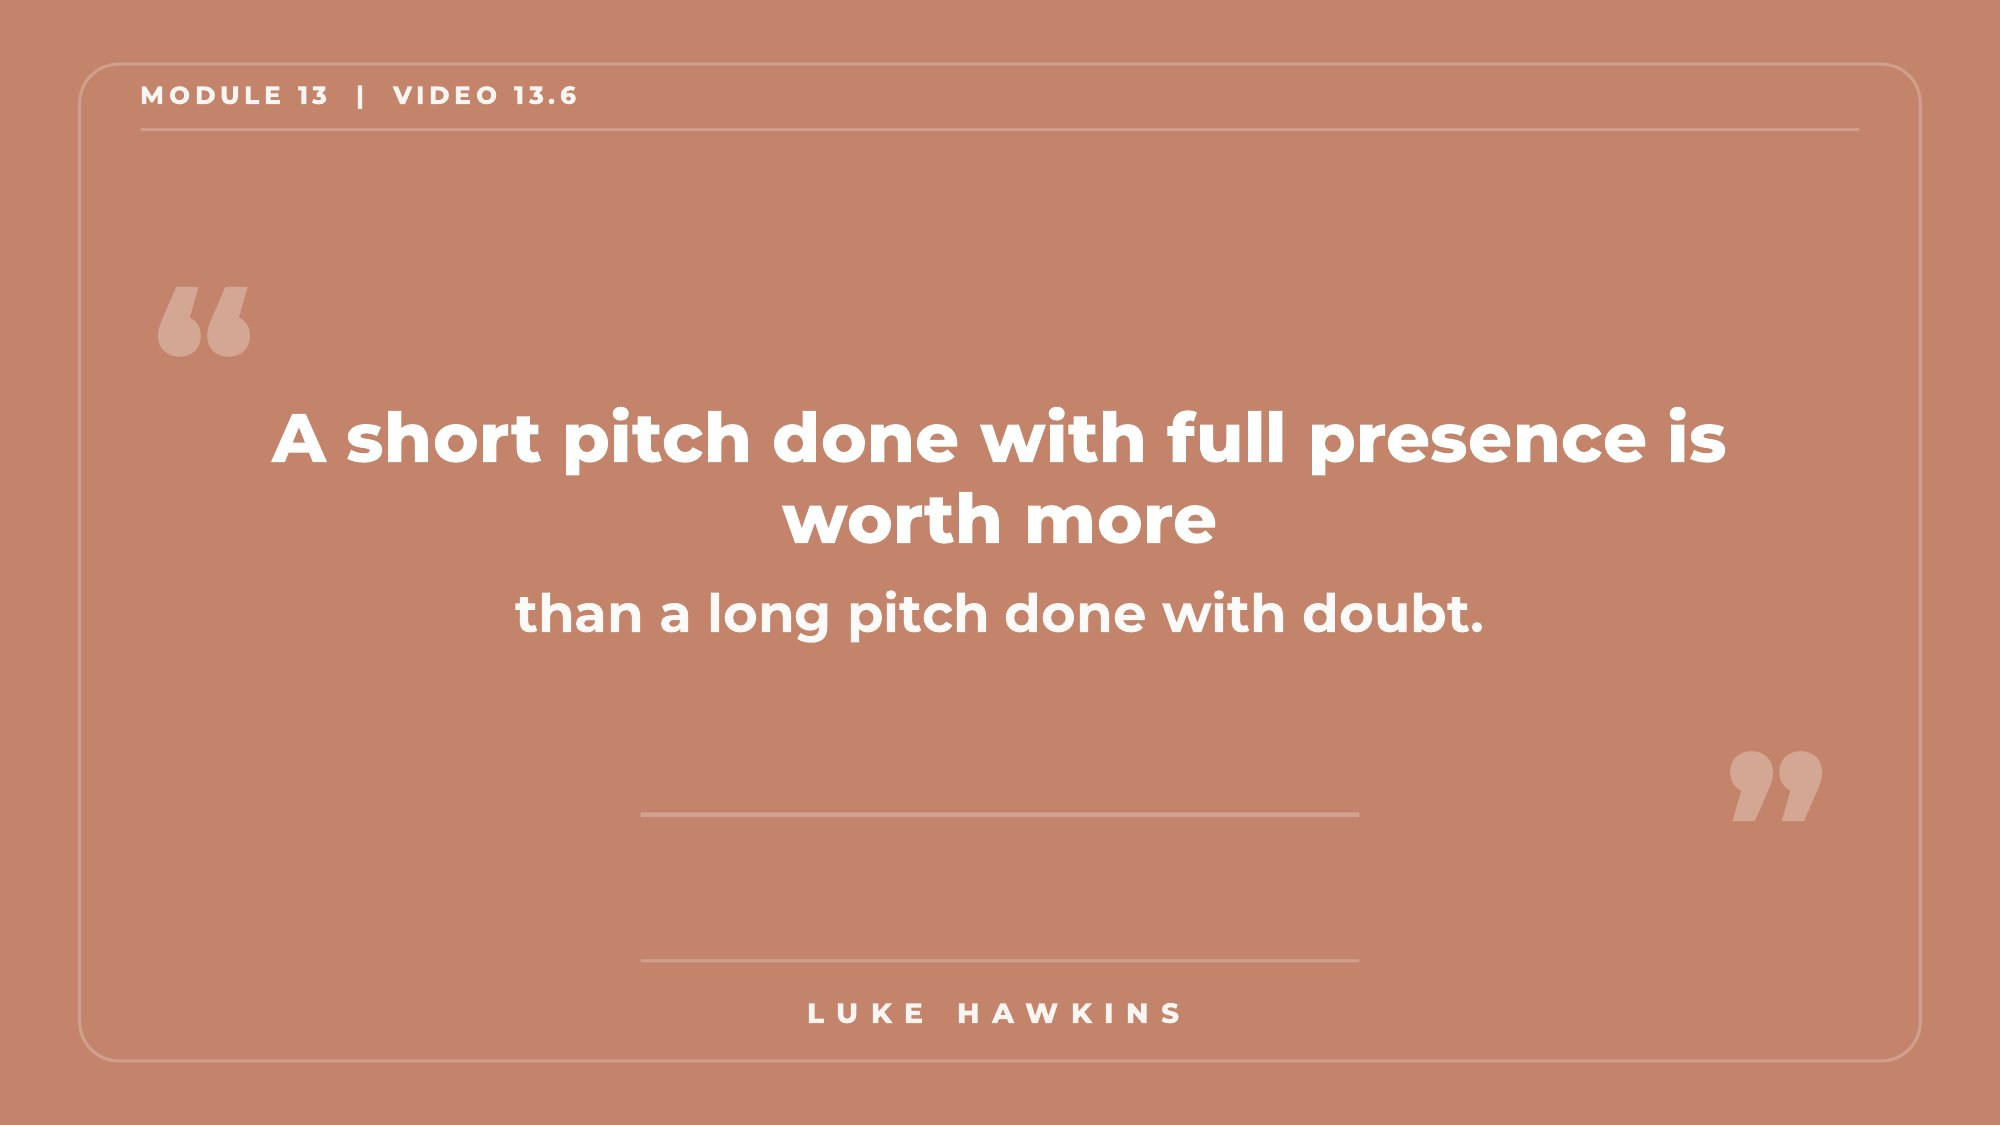 MODULE 13 | VIDEO 13.6
“
A short pitch done with full presence is
worth more
than a long pitch done with doubt.
”
LUKE HAWKINS